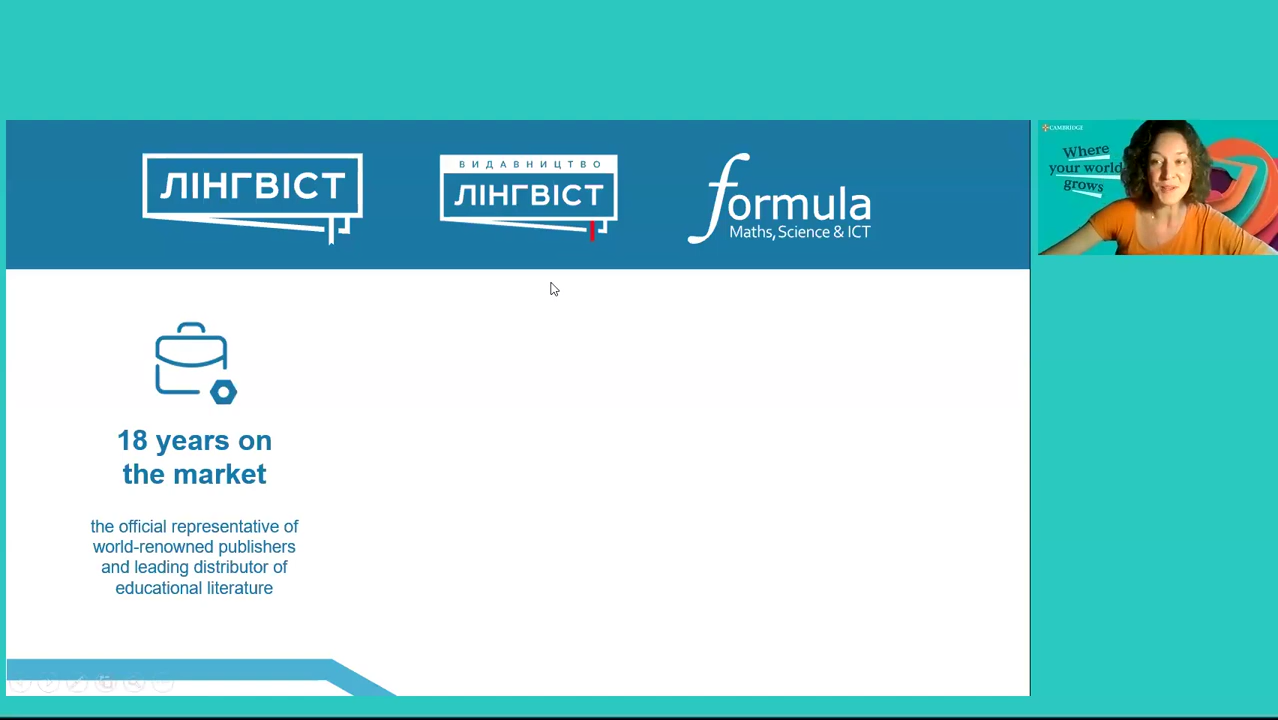 ЛІНГВІСТ
ВИДАВНИЦТВО
ЛІНГВІСТ
formula
Maths, Science & ICT
CAMBRIDGE
Where
your world
grows
18 years on
the market
the official representative of
world-renowned publishers
and leading distributor of
educational literature